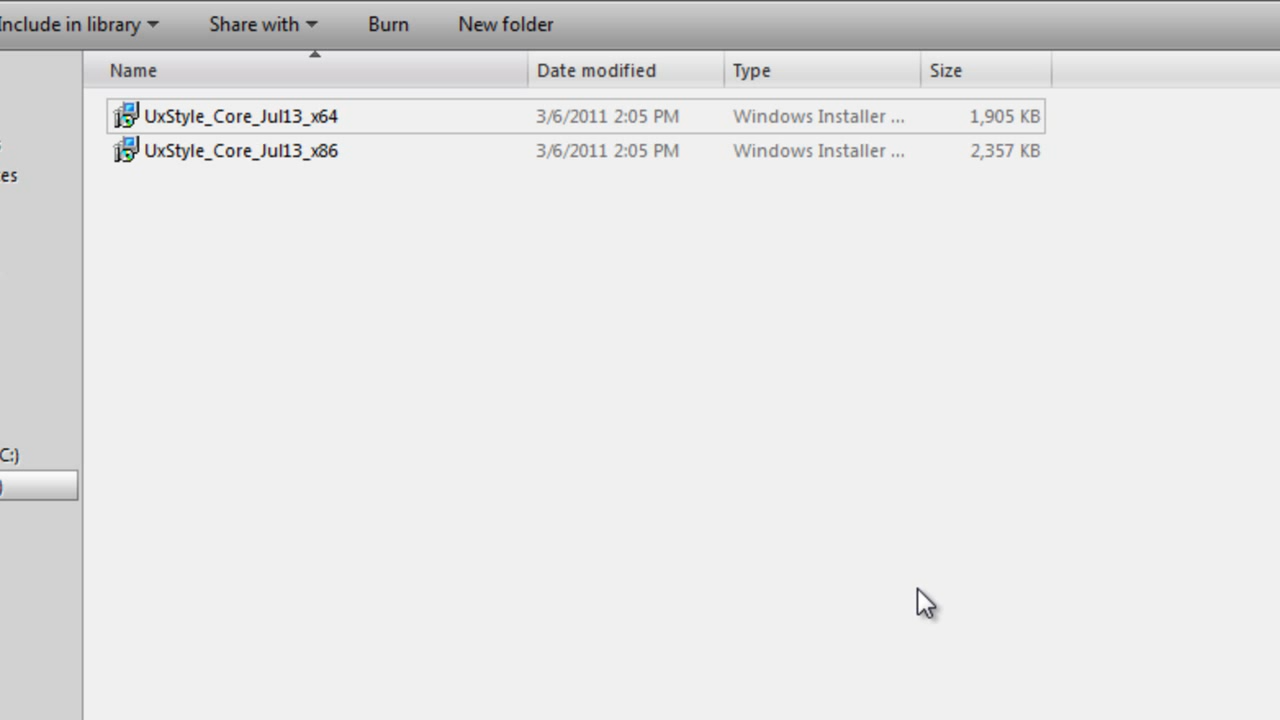 Include in library Share with Burn New folder
Name Date modified Type Size
UxStyle_Core_Jul13_x64 3/6/2011 2:05 PM Windows Installer ... 1,905 KB
UxStyle_Core_Jul13_x86 3/6/2011 2:05 PM Windows Installer ... 2,357 KB
es
C:)
)